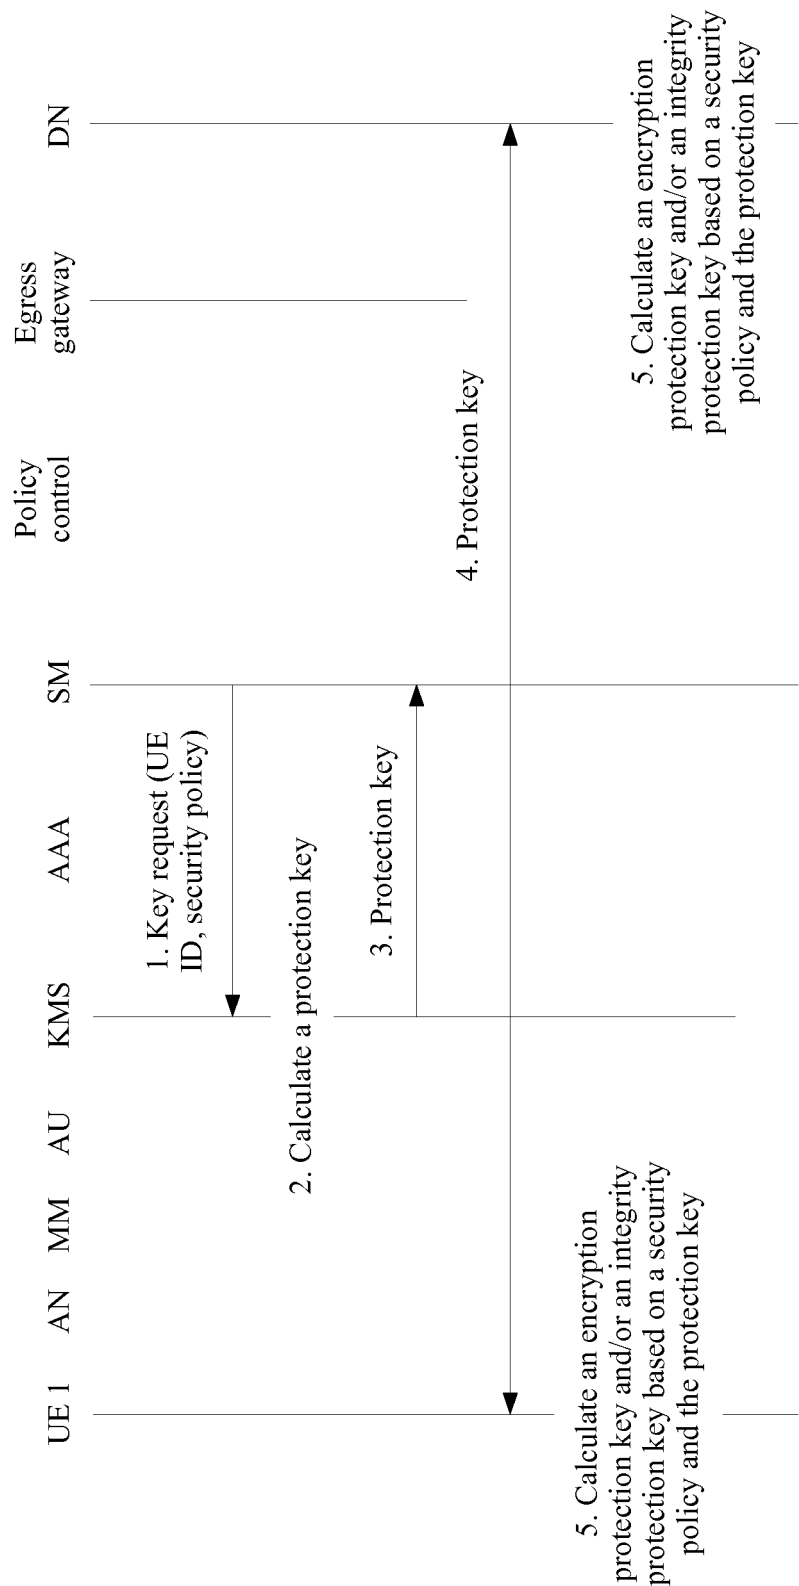 UE 1
AN
MM
AU
KMS
AAA
SM
Policy
control
Egress
gateway
DN
1. Key request (UE
ID, security policy)
2. Calculate a protection key
3. Protection key
4. Protection key
5. Calculate an encryption
protection key and/or an integrity
protection key based on a security
policy and the protection key
5. Calculate an encryption
protection key and/or an integrity
protection key based on a security
policy and the protection key